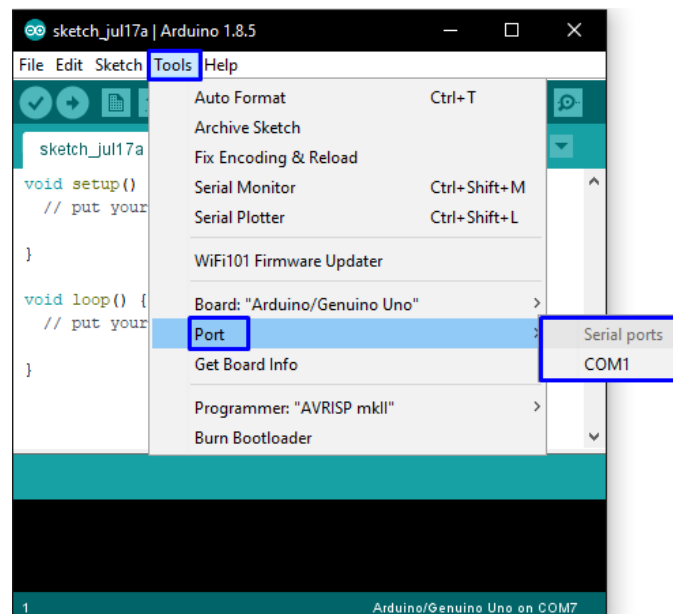 sketch_jul17a | Arduino 1.8.5
File Edit Sketch Tools Help
Auto Format Ctrl+T
Archive Sketch
sketch_jul17a
Fix Encoding & Reload
void setup()
Serial Monitor Ctrl+Shift+M
// put your
Serial Plotter Ctrl+Shift+L
}
WiFi101 Firmware Updater
void loop() {
Board: "Arduino/Genuino Uno"
// put your
Port
Serial ports
}
Get Board Info
COM1
Programmer: "AVRISP mkII"
Burn Bootloader
1 Arduino/Genuino Uno on COM7